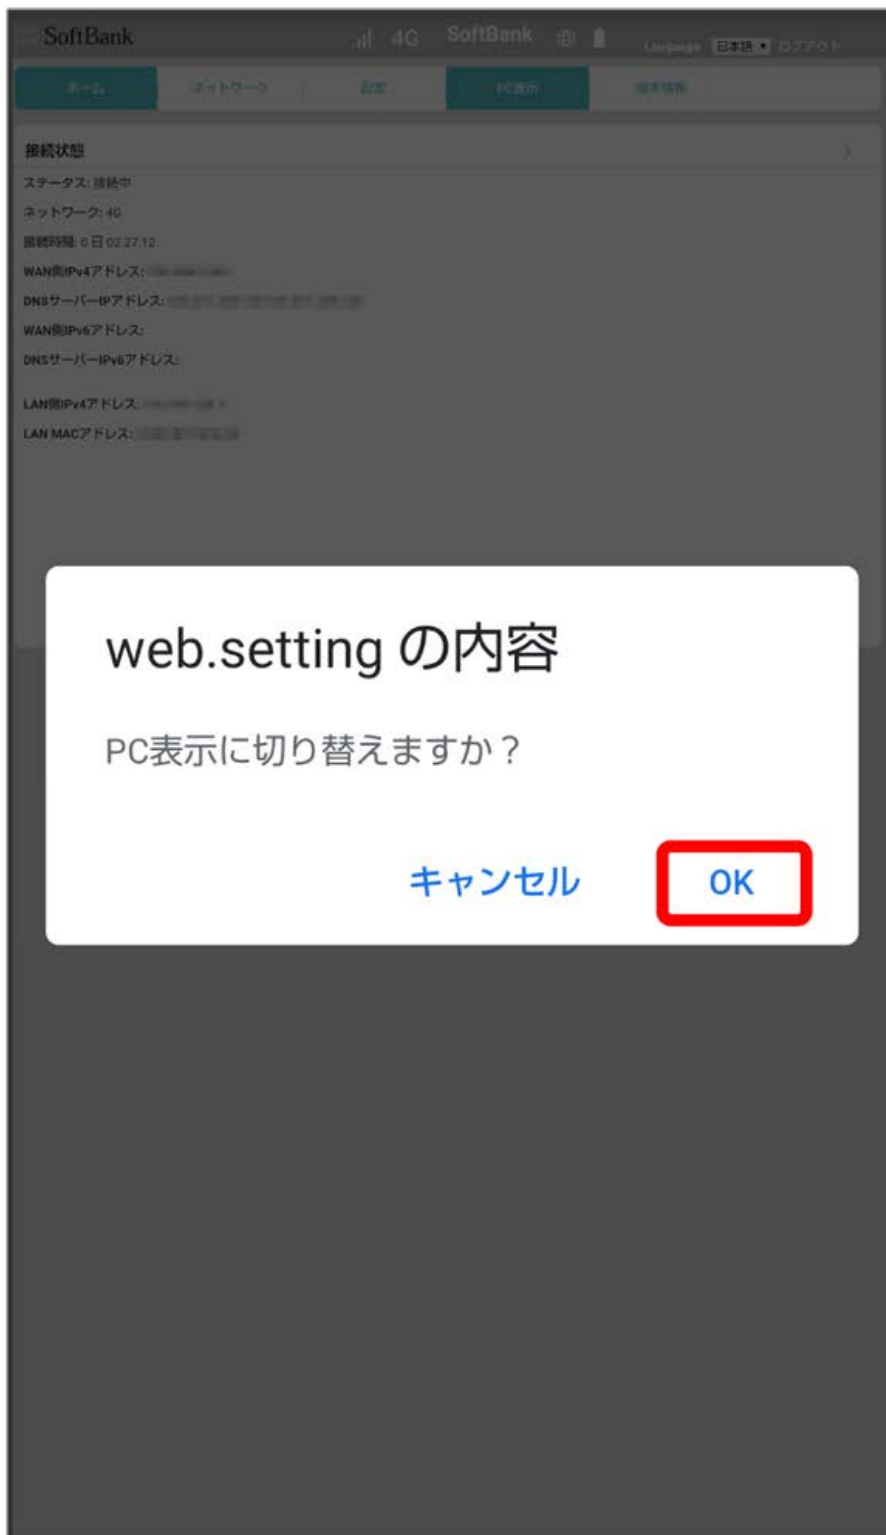 SoftBank
4G SoftBank
Language 日本語 ログアウト
ホーム ネットワーク 設定 PC表示 端末情報
接続状態
ステータス: 接続中
ネットワーク: 4G
接続時間: 0 日 02:27:12
WAN側IPv4アドレス:
DNSサーバーIPアドレス:
WAN側IPv6アドレス:
DNSサーバーIPv6アドレス:
LAN側IPv4アドレス:
LAN MACアドレス:
web.setting の内容
PC表示に切り替えますか？
キャンセル
OK